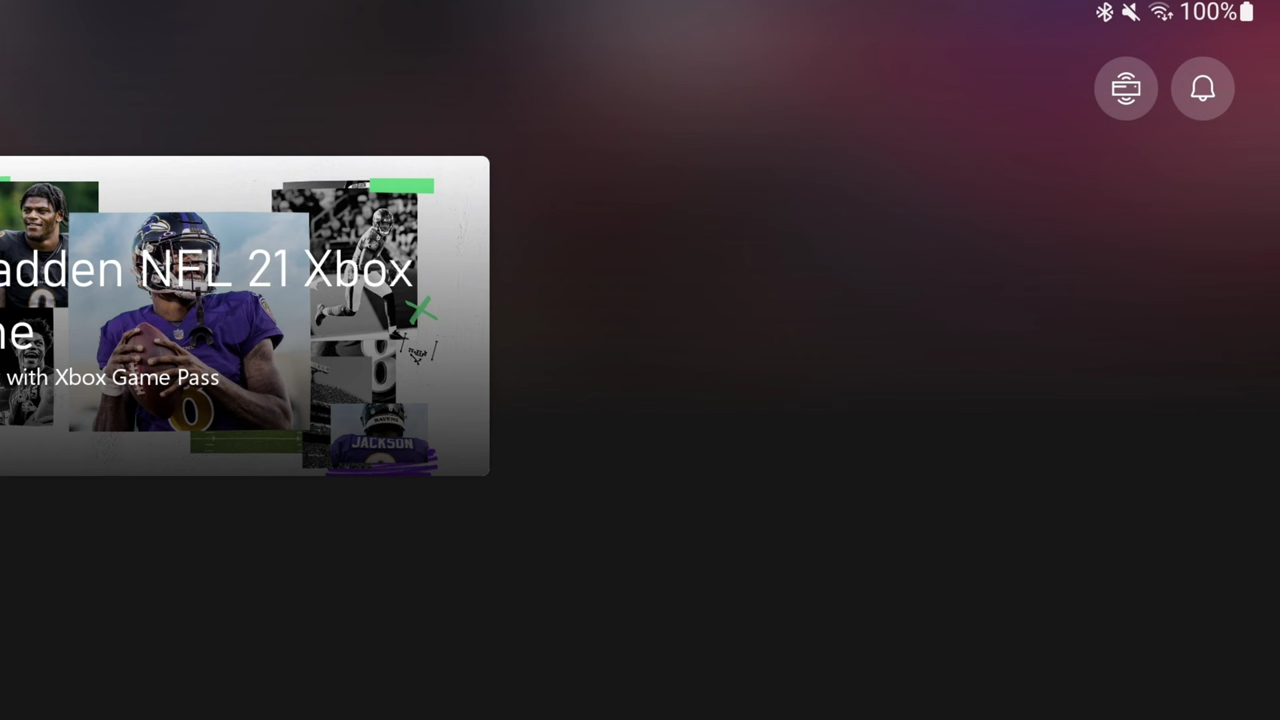 100%
adden NFL 21 Xbox
ne
with Xbox Game Pass
JACKSON